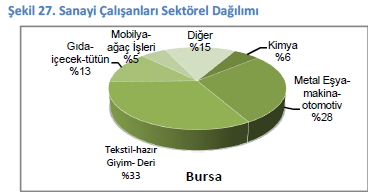 Şekil 27. Sanayi Çalışanları Sektörel Dağılımı
Mobilya-
ağaç İşleri
%5
Diğer
%15
Kimya
%6
Gıda-
içecek-tütün
%13
Metal Eşya-
makina-
otomotiv
%28
Tekstil-hazır
Giyim- Deri
%33
Bursa